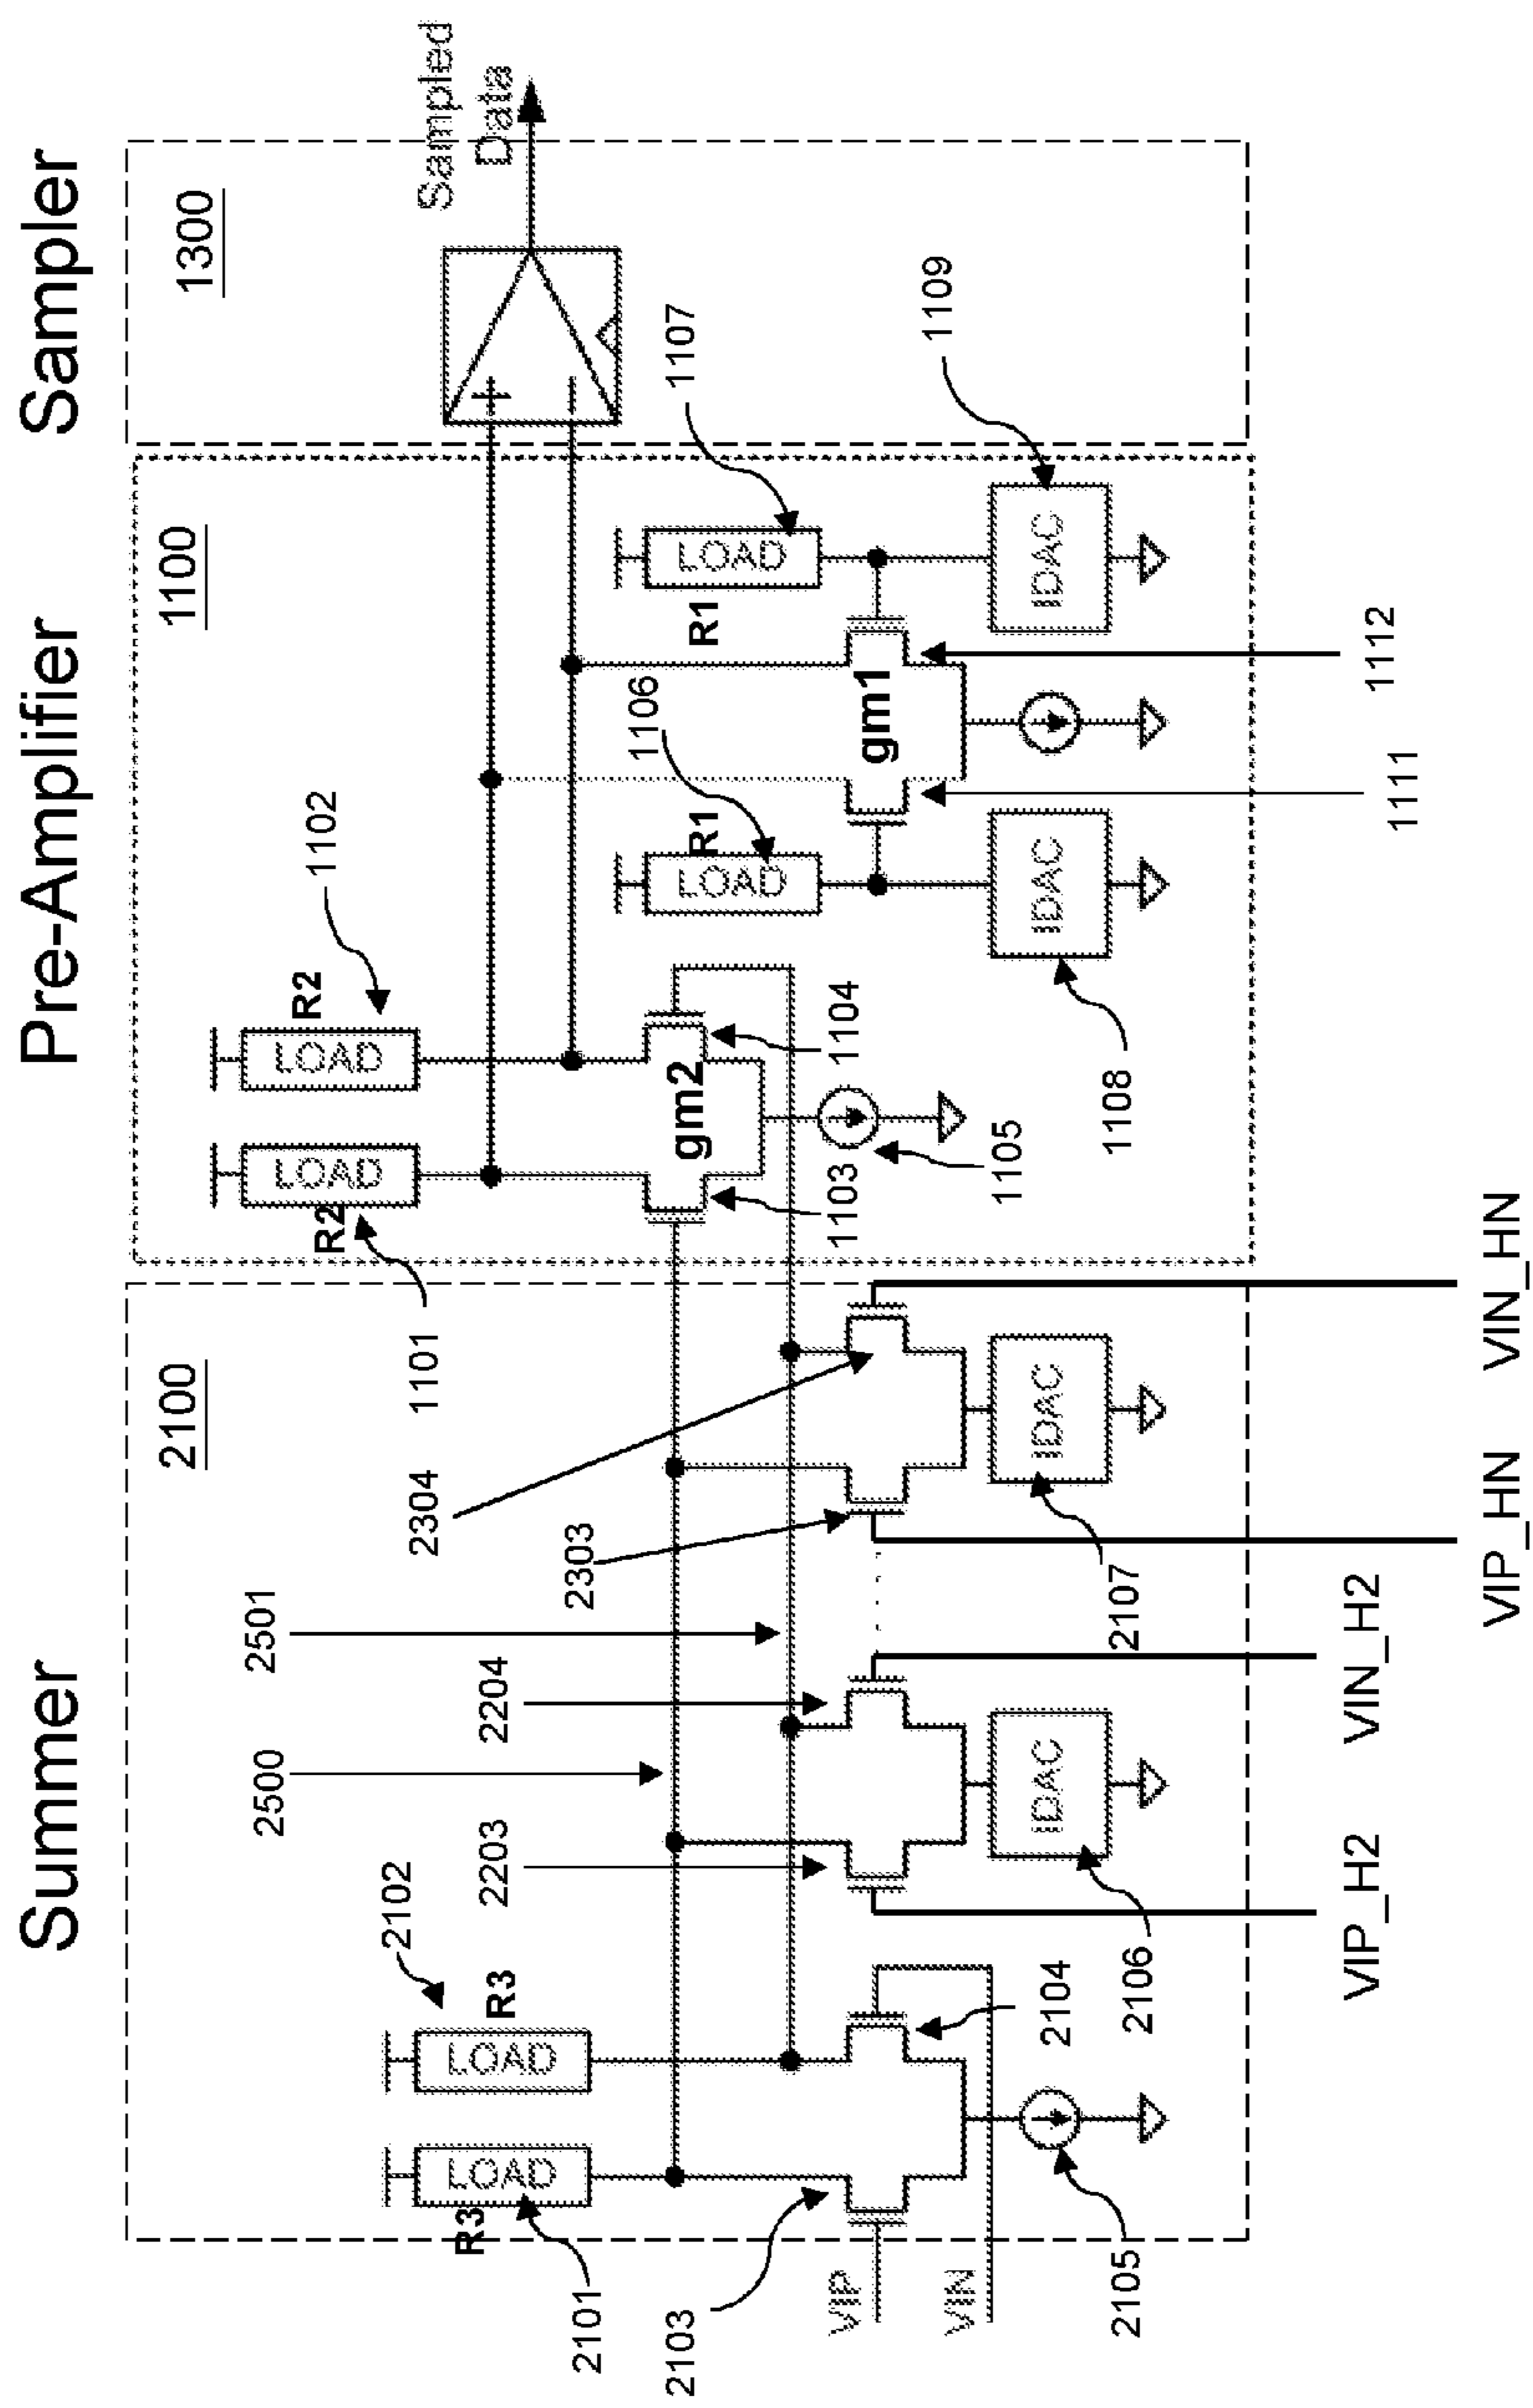 Summer
Pre-Amplifier
Sampler
2100
1100
1300
2101
R3
LOAD
2102
R3
LOAD
2103
2104
2105
VIP
VIN
2500
2501
2203
2204
2106
IDAC
VIP_H2
VIN_H2
2303
2304
2107
IDAC
VIP_HN
VIN_HN
1101
R2
LOAD
1102
R2
LOAD
gm2
1103
1104
1105
1106
R1
LOAD
1107
R1
LOAD
gm1
1108
IDAC
1109
IDAC
1111
1112
+
−
Sampled
Data